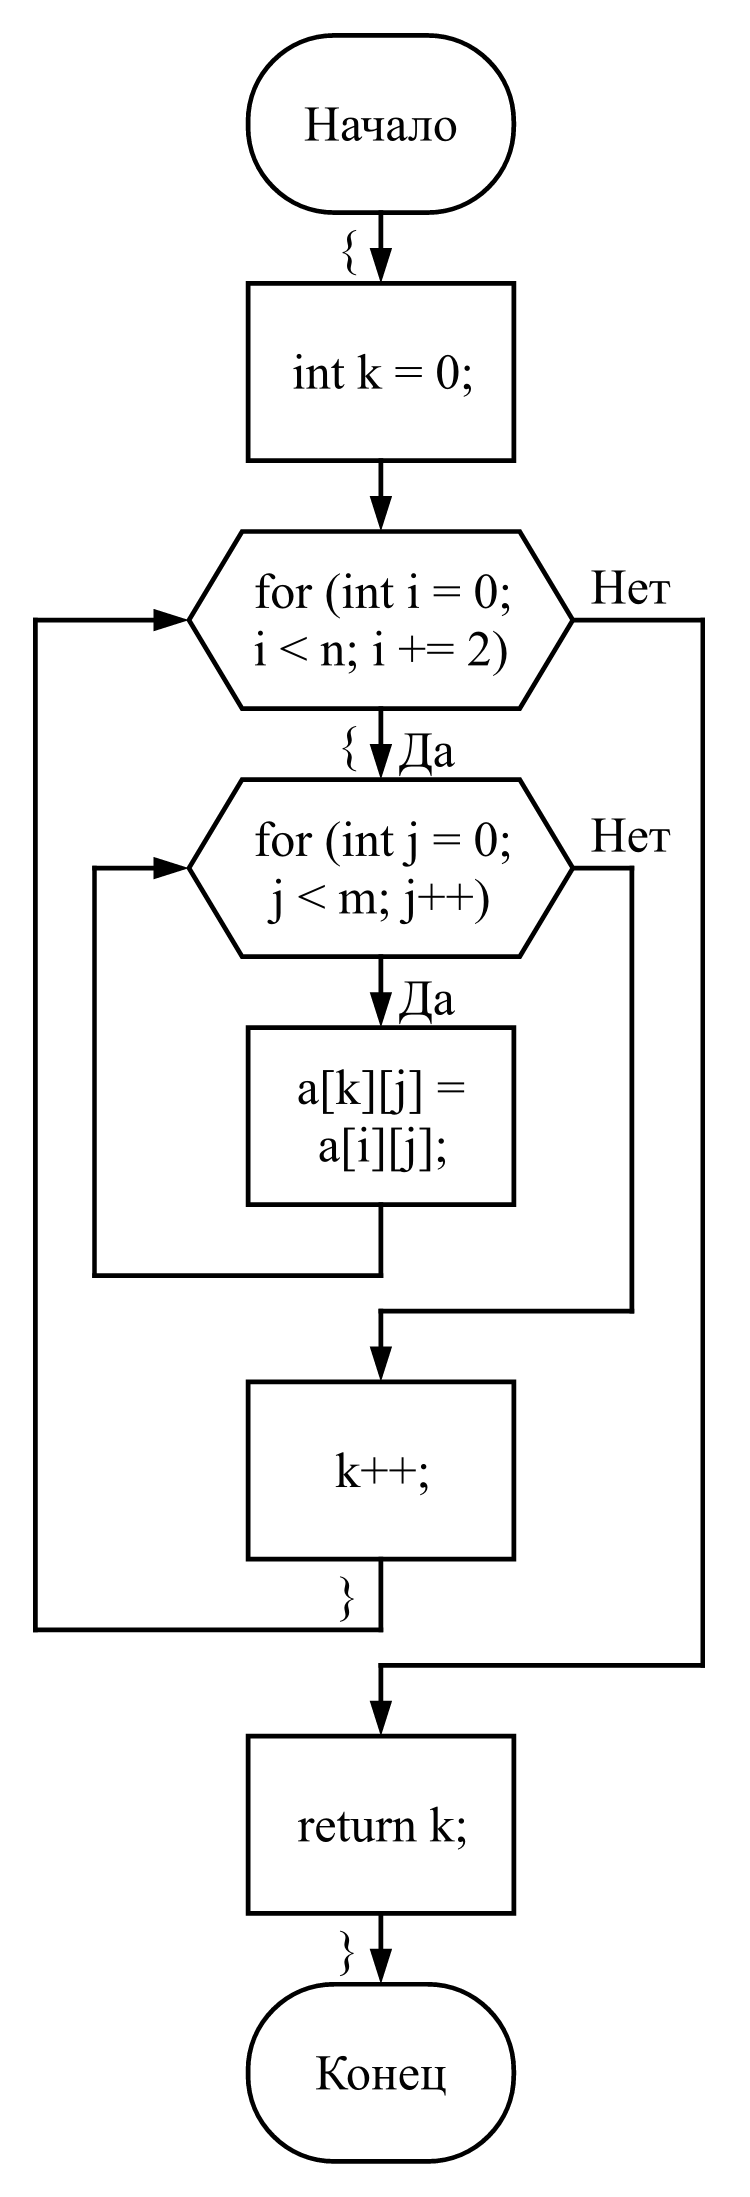 Начало
{
int k = 0;
for (int i = 0;
i < n; i += 2)
Нет
{
Да
for (int j = 0;
j < m; j++)
Нет
Да
a[k][j] =
a[i][j];
k++;
}
return k;
}
Конец